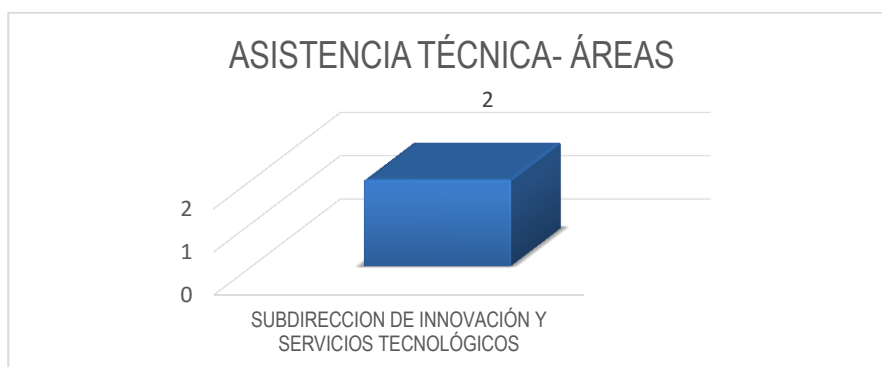 ASISTENCIA TÉCNICA- ÁREAS
2
2
1
0
SUBDIRECCION DE INNOVACIÓN Y
SERVICIOS TECNOLÓGICOS